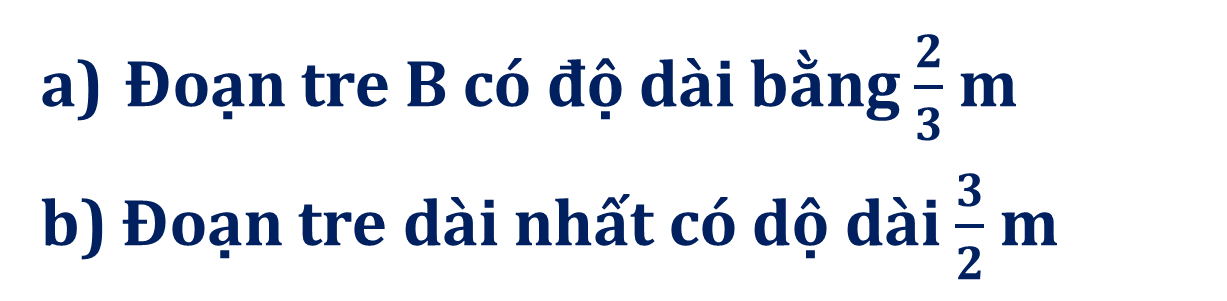 a) Đoạn tre B có độ dài bằng 2/3 m
b) Đoạn tre dài nhất có dộ dài 3/2 m